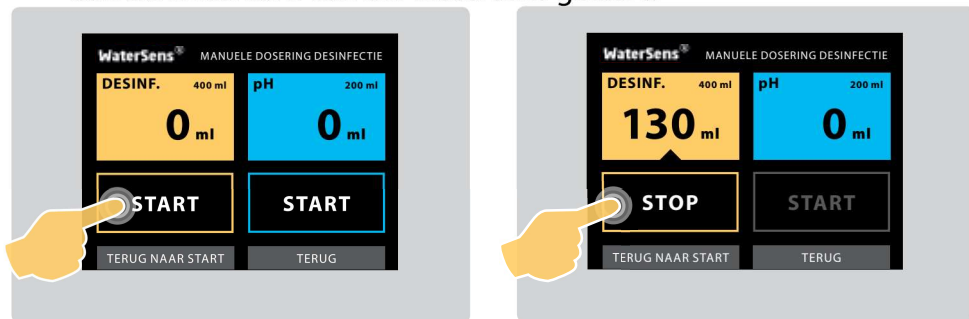 WaterSens® MANUELE DOSERING DESINFECTIE
DESINF. 400 ml pH 200 ml
0 ml 0 ml
START START
TERUG NAAR START TERUG
WaterSens® MANUELE DOSERING DESINFECTIE
DESINF. 400 ml pH 200 ml
130 ml 0 ml
STOP START
TERUG NAAR START TERUG